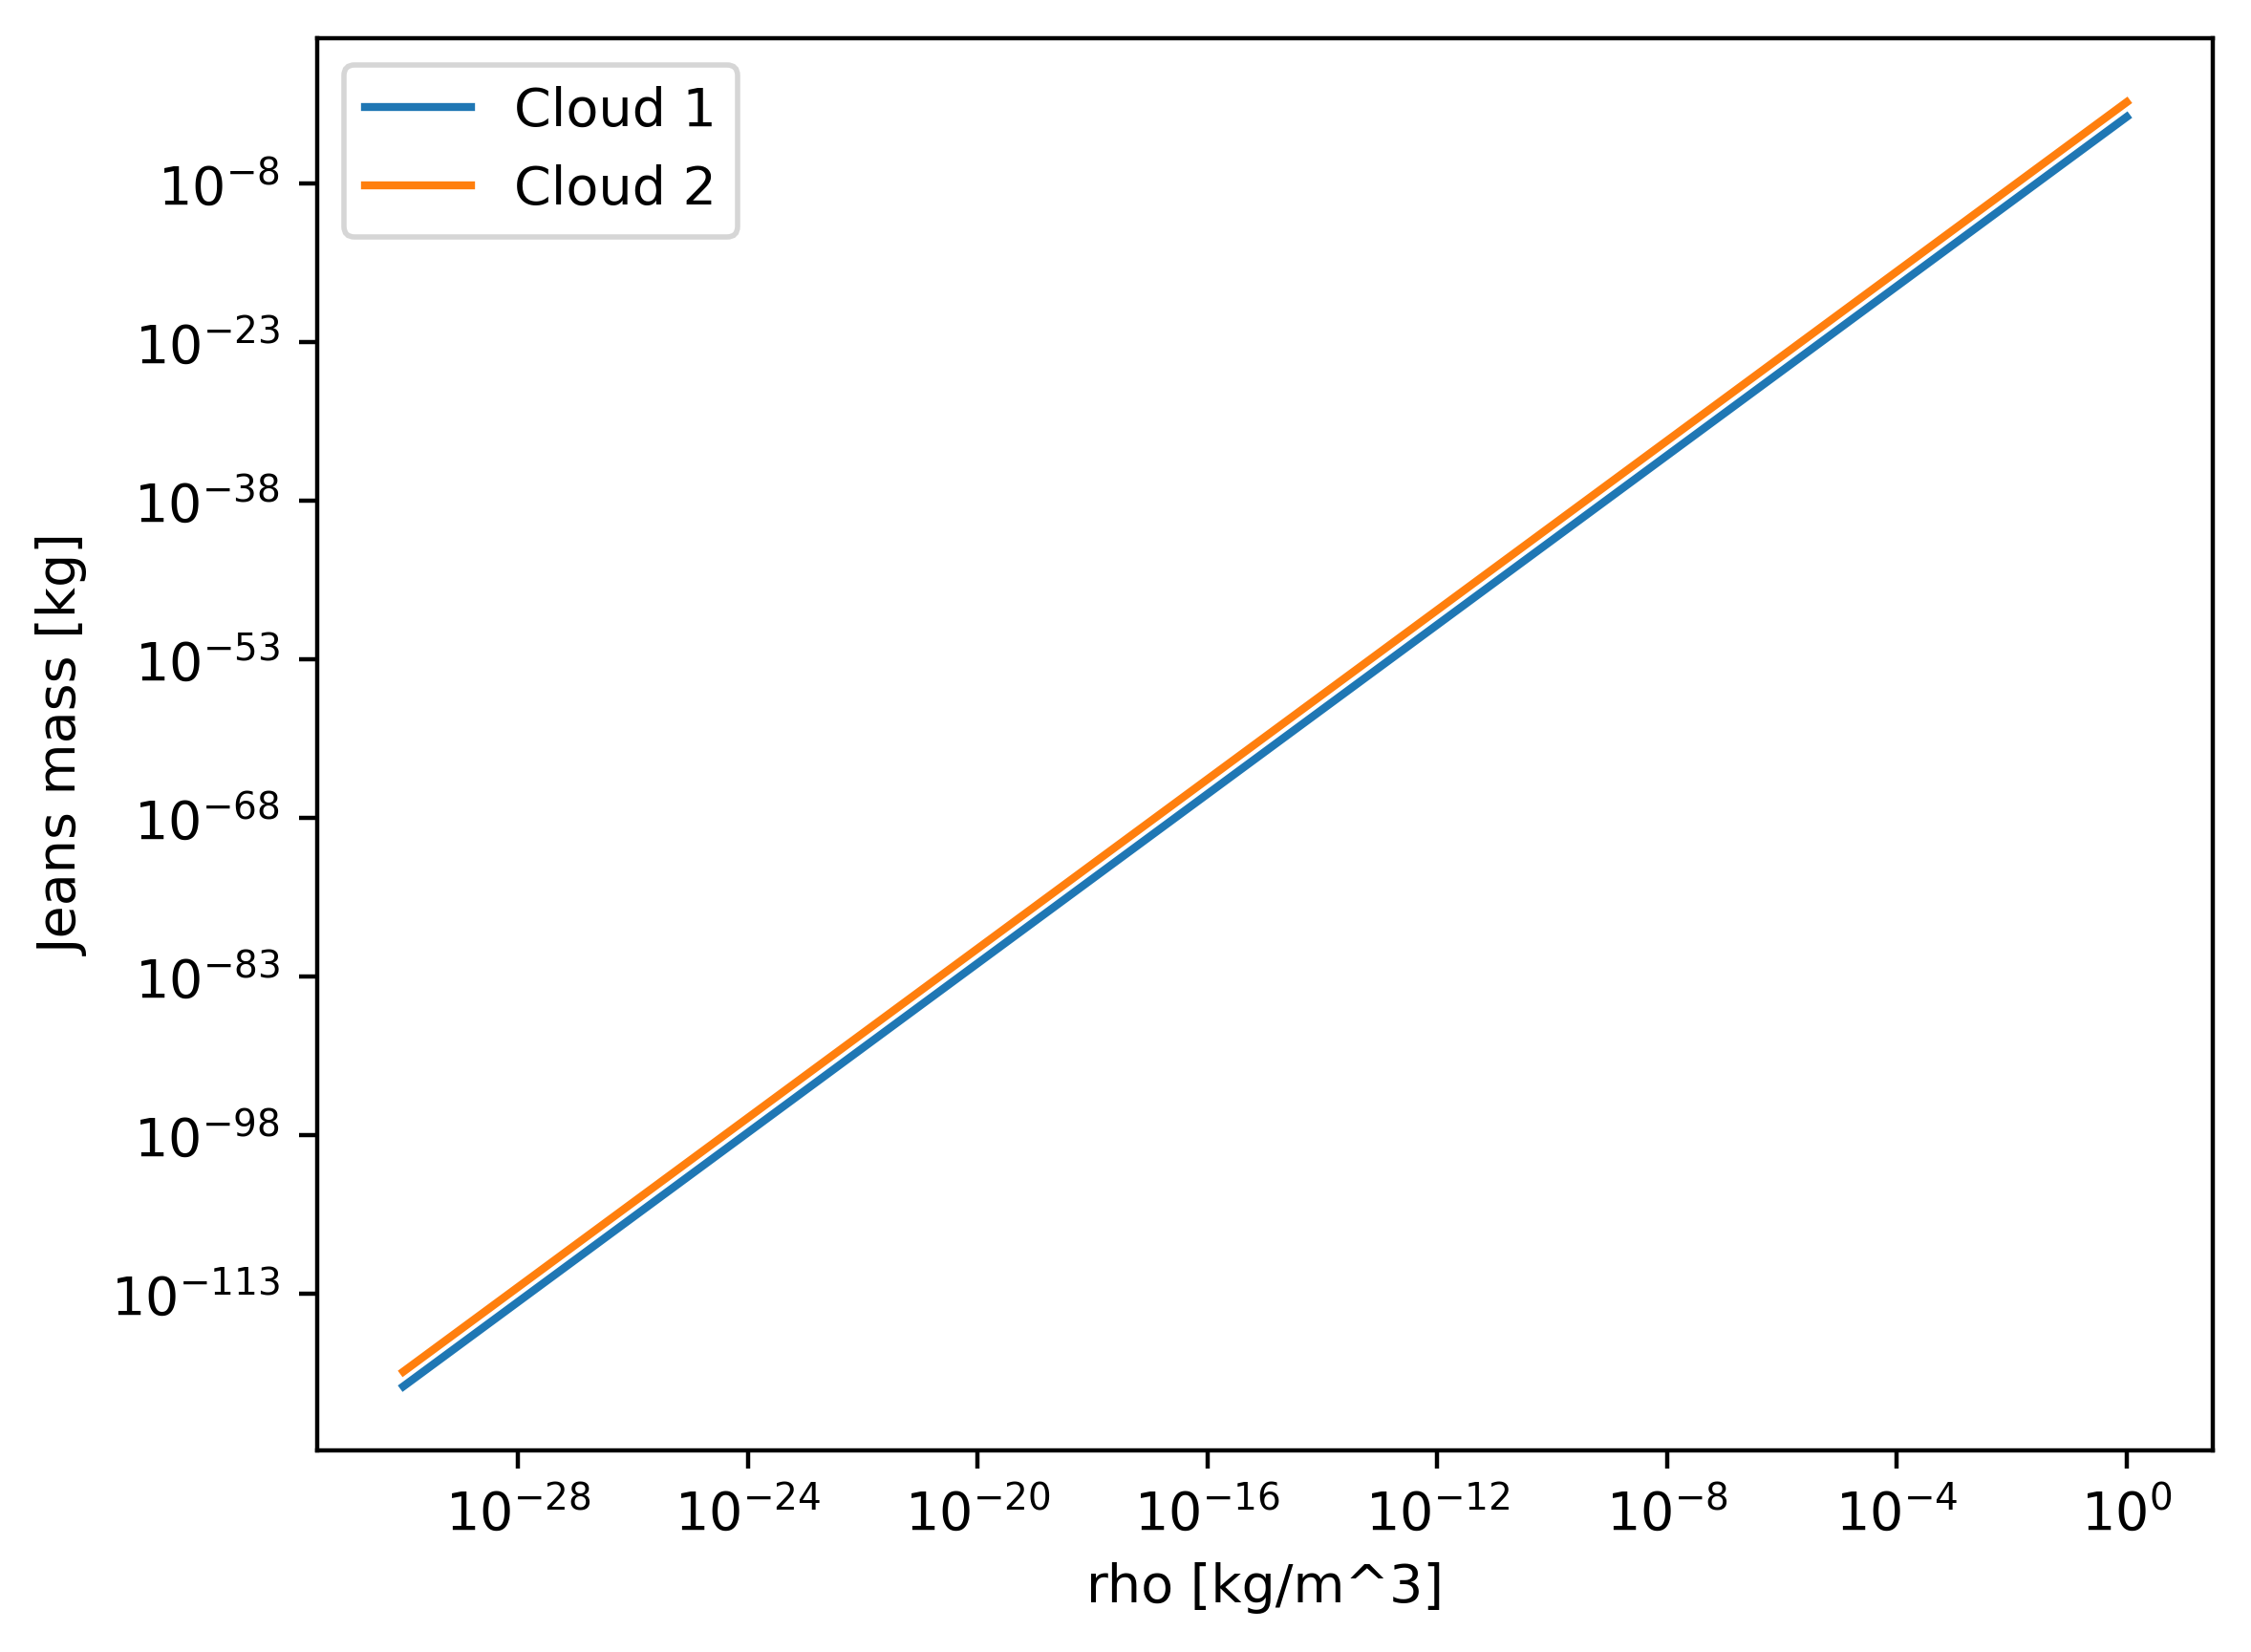 Cloud 1
Cloud 2
10⁻⁸
10⁻²³
10⁻³⁸
10⁻⁵³
10⁻⁶⁸
10⁻⁸³
10⁻⁹⁸
10⁻¹¹³
Jeans mass [kg]
10⁻²⁸ 10⁻²⁴ 10⁻²⁰ 10⁻¹⁶ 10⁻¹² 10⁻⁸ 10⁻⁴ 10⁰
rho [kg/m^3]